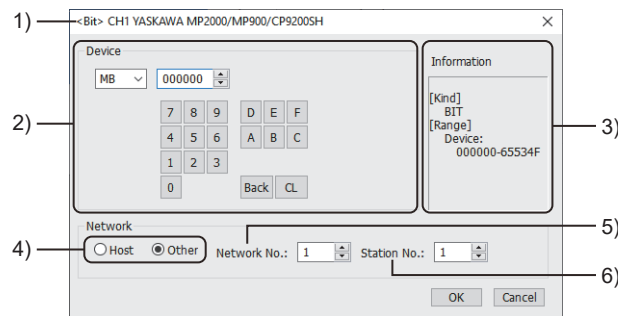 1)
<Bit> CH1 YASKAWA MP2000/MP900/CP9200SH
Device
MB 000000
7 8 9 D E F
4 5 6 A B C
1 2 3
0 Back CL
2)
Information
[Kind]
BIT
[Range]
Device:
000000-65534F
3)
Network
4)
Host Other Network No.: 1 Station No.: 1
5)
6)
OK Cancel